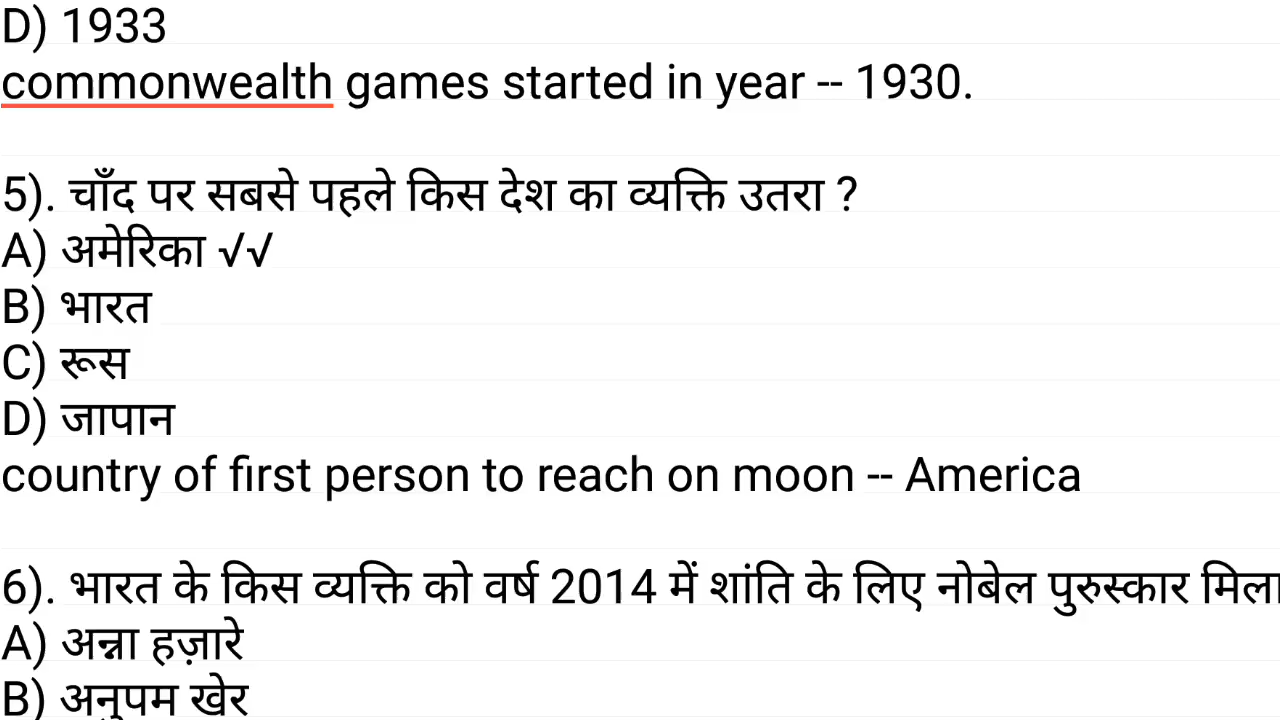 D) 1933
commonwealth games started in year -- 1930.
5). चाँद पर सबसे पहले किस देश का व्यक्ति उतरा ?
A) अमेरिका √√
B) भारत
C) रूस
D) जापान
country of first person to reach on moon -- America
6). भारत के किस व्यक्ति को वर्ष 2014 में शांति के लिए नोबेल पुरुस्कार मिला
A) अन्ना हज़ारे
B) अनुपम खेर